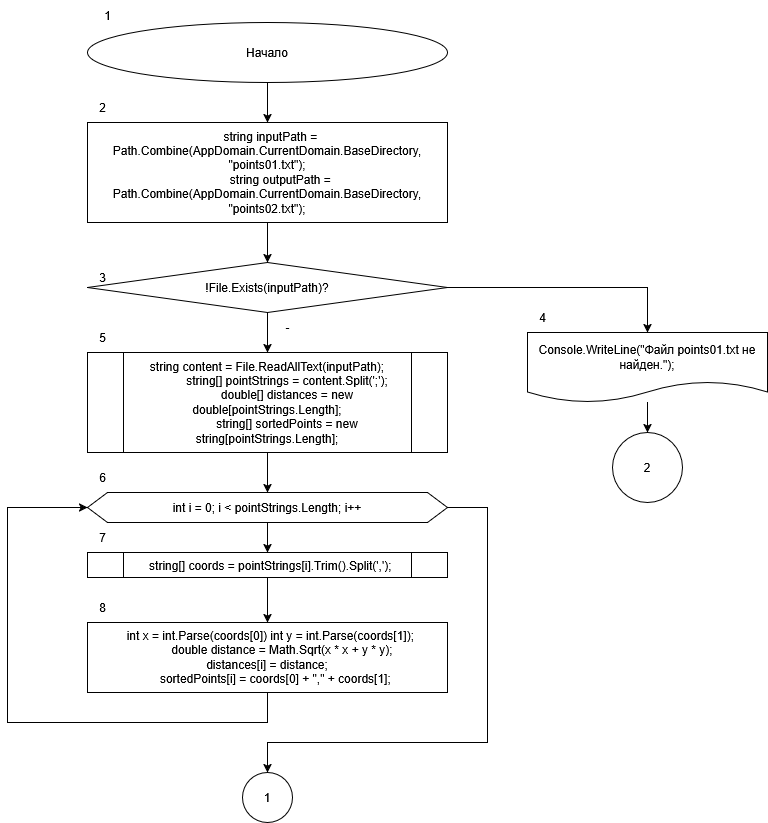 1
Начало
2
string inputPath =
Path.Combine(AppDomain.CurrentDomain.BaseDirectory,
"points01.txt");
string outputPath =
Path.Combine(AppDomain.CurrentDomain.BaseDirectory,
"points02.txt");
3
!File.Exists(inputPath)?
-
4
Console.WriteLine("Файл points01.txt не
найден.");
2
5
string content = File.ReadAllText(inputPath);
string[] pointStrings = content.Split(';');
double[] distances = new
double[pointStrings.Length];
string[] sortedPoints = new
string[pointStrings.Length];
6
int i = 0; i < pointStrings.Length; i++
7
string[] coords = pointStrings[i].Trim().Split(',');
8
int x = int.Parse(coords[0]) int y = int.Parse(coords[1]);
double distance = Math.Sqrt(x * x + y * y);
distances[i] = distance;
sortedPoints[i] = coords[0] + "," + coords[1];
1